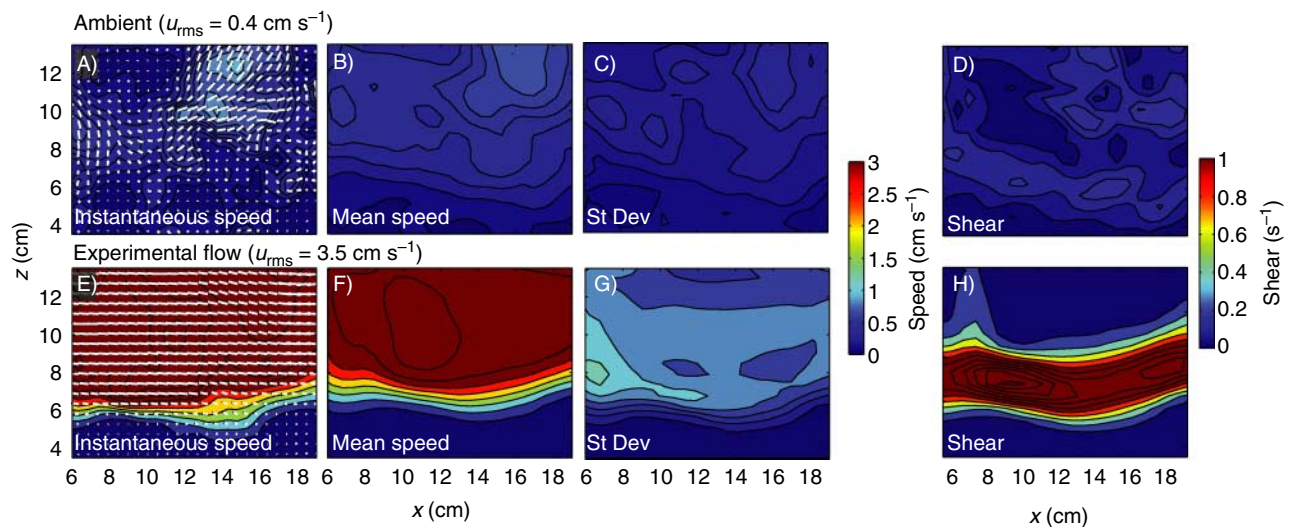 Ambient (u_rms = 0.4 cm s⁻¹)
A) B) C) D)
12
10
8
6
4
Instantaneous speed Mean speed St Dev Shear
3
2.5
2
1.5
1
0.5
0
Speed (cm s⁻¹)
1
0.8
0.6
0.4
0.2
0
Shear (s⁻¹)
z (cm)
Experimental flow (u_rms = 3.5 cm s⁻¹)
E) F) G) H)
12
10
8
6
4
Instantaneous speed Mean speed St Dev Shear
6 8 10 12 14 16 18 6 8 10 12 14 16 18 6 8 10 12 14 16 18 6 8 10 12 14 16 18
x (cm) x (cm)